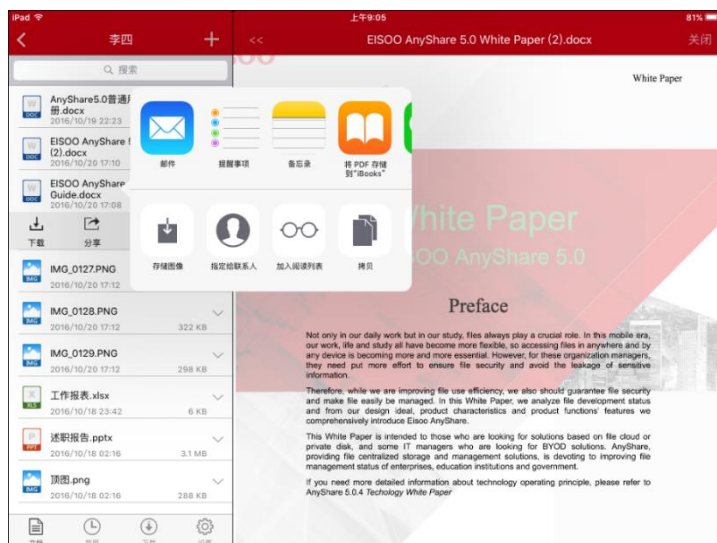 iPad
上午9:05
81%
李四
<<
EISOO AnyShare 5.0 White Paper (2).docx
关闭
搜索
AnyShare5.0普通用
册.docx
2016/10/19 22:23
EISOO AnyShare
(2).docx
2016/10/20 17:10
EISOO AnyShare
Guide.docx
2016/10/20 17:08
下载
分享
IMG_0127.PNG
2016/10/20 17:12
IMG_0128.PNG
2016/10/20 17:12
322 KB
IMG_0129.PNG
2016/10/20 17:12
298 KB
工作报表.xlsx
2016/10/18 23:42
6 KB
述职报告.pptx
2016/10/18 02:16
3.1 MB
顶图.png
2016/10/18 02:16
288 KB
邮件
提醒事项
备忘录
将 PDF 存储
到“iBooks”
存储图像
指定给联系人
加入阅读列表
拷贝
White Paper
White Paper
OO AnyShare 5.0
Preface
Not only in our daily work but in our study, files always play a crucial role. In this mobile era,
our work, life and study all have become more flexible, so accessing files in anywhere and by
any device is becoming more and more essential. However, for these organization managers,
they need put more effort to ensure file security and avoid the leakage of sensitive
information.
Therefore, while we are improving file use efficiency, we also should guarantee file security
and make file easily be managed. In this White Paper, we analyze file development status
and from our design ideal, product characteristics and product functions' features we
comprehensively introduce Eisoo AnyShare.
This White Paper is intended to those who are looking for solutions based on file cloud or
private disk, and some IT managers who are looking for BYOD solutions. AnyShare,
providing file centralized storage and management solutions, is devoting to improving file
management status of enterprises, education institutions and government.
If you need more detailed information about technology operating principle, please refer to
AnyShare 5.0.4 Techology White Paper